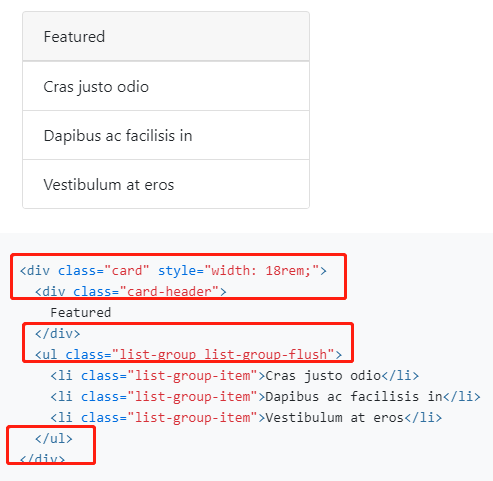 Featured
Cras justo odio
Dapibus ac facilisis in
Vestibulum at eros
<div class="card" style="width: 18rem;">
  <div class="card-header">
    Featured
  </div>
  <ul class="list-group list-group-flush">
    <li class="list-group-item">Cras justo odio</li>
    <li class="list-group-item">Dapibus ac facilisis in</li>
    <li class="list-group-item">Vestibulum at eros</li>
  </ul>
</div>